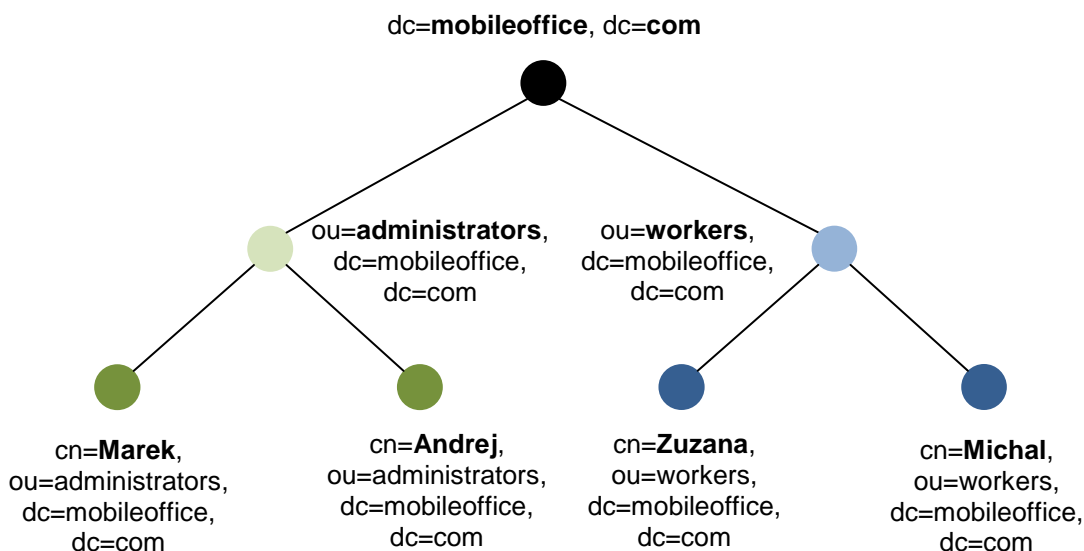 dc=mobileoffice, dc=com
ou=administrators,
dc=mobileoffice,
dc=com
ou=workers,
dc=mobileoffice,
dc=com
cn=Marek,
ou=administrators,
dc=mobileoffice,
dc=com
cn=Andrej,
ou=administrators,
dc=mobileoffice,
dc=com
cn=Zuzana,
ou=workers,
dc=mobileoffice,
dc=com
cn=Michal,
ou=workers,
dc=mobileoffice,
dc=com